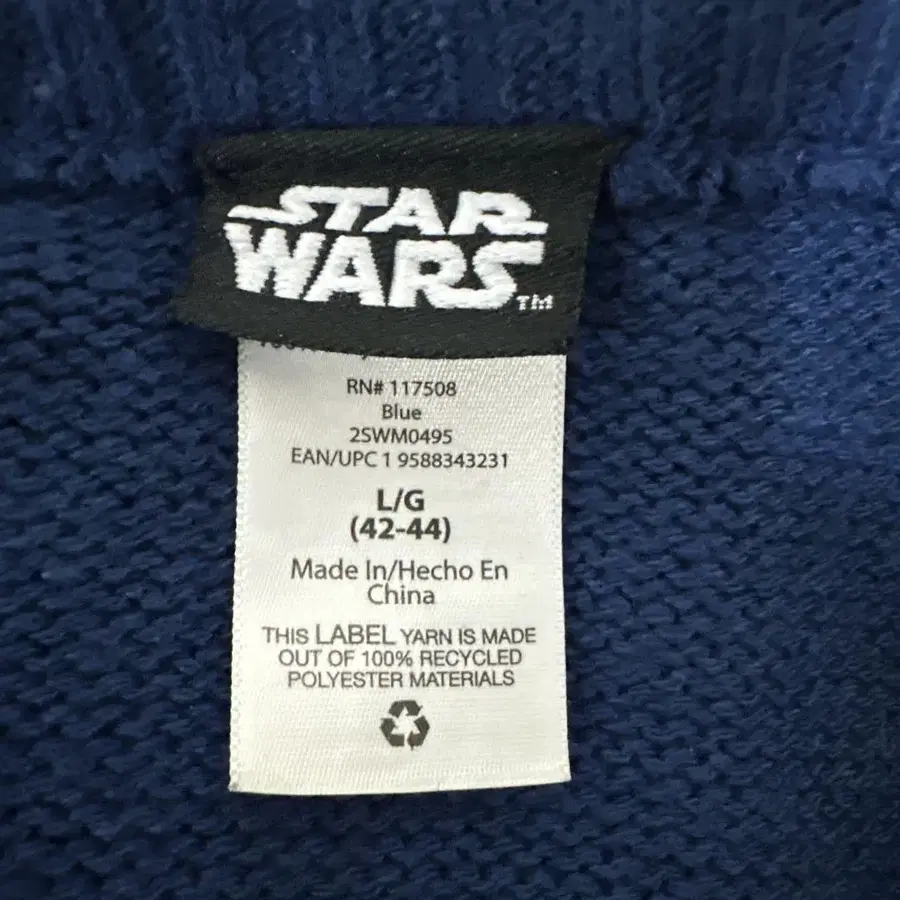 STAR
WARS
TM
RN# 117508
Blue
2SWM0495
EAN/UPC 1 9588343231
L/G
(42-44)
Made In/Hecho En
China
THIS LABEL YARN IS MADE
OUT OF 100% RECYCLED
POLYESTER MATERIALS